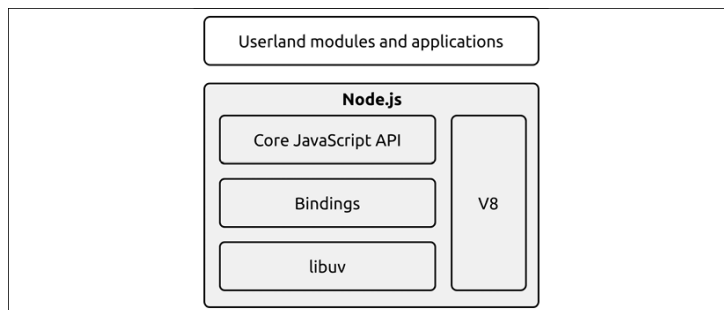 Userland modules and applications
Node.js
Core JavaScript API
Bindings
V8
libuv